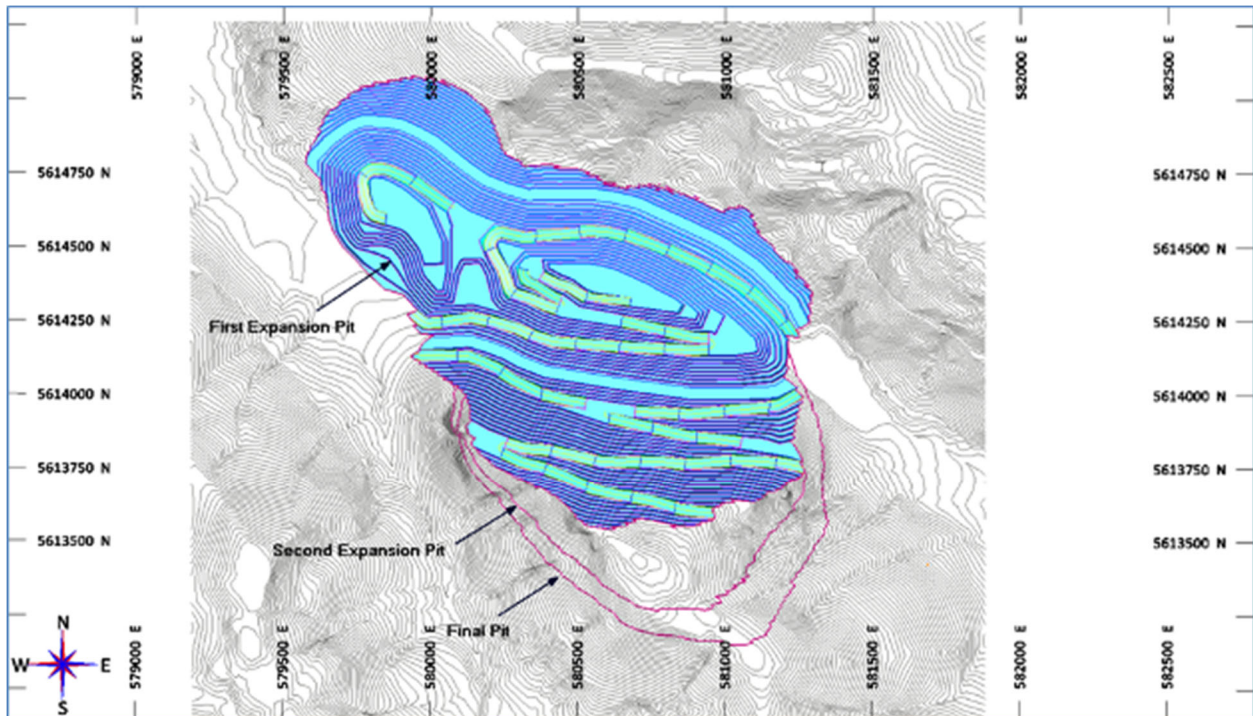 579000 E
579500 E
580000 E
580500 E
581000 E
581500 E
582000 E
582500 E
5614750 N
5614750 N
5614500 N
5614500 N
First Expansion Pit
5614250 N
5614250 N
5614000 N
5614000 N
5613750 N
5613750 N
Second Expansion Pit
5613500 N
5613500 N
Final Pit
N
W
E
S
579000 E
579500 E
580000 E
580500 E
581000 E
581500 E
582000 E
582500 E